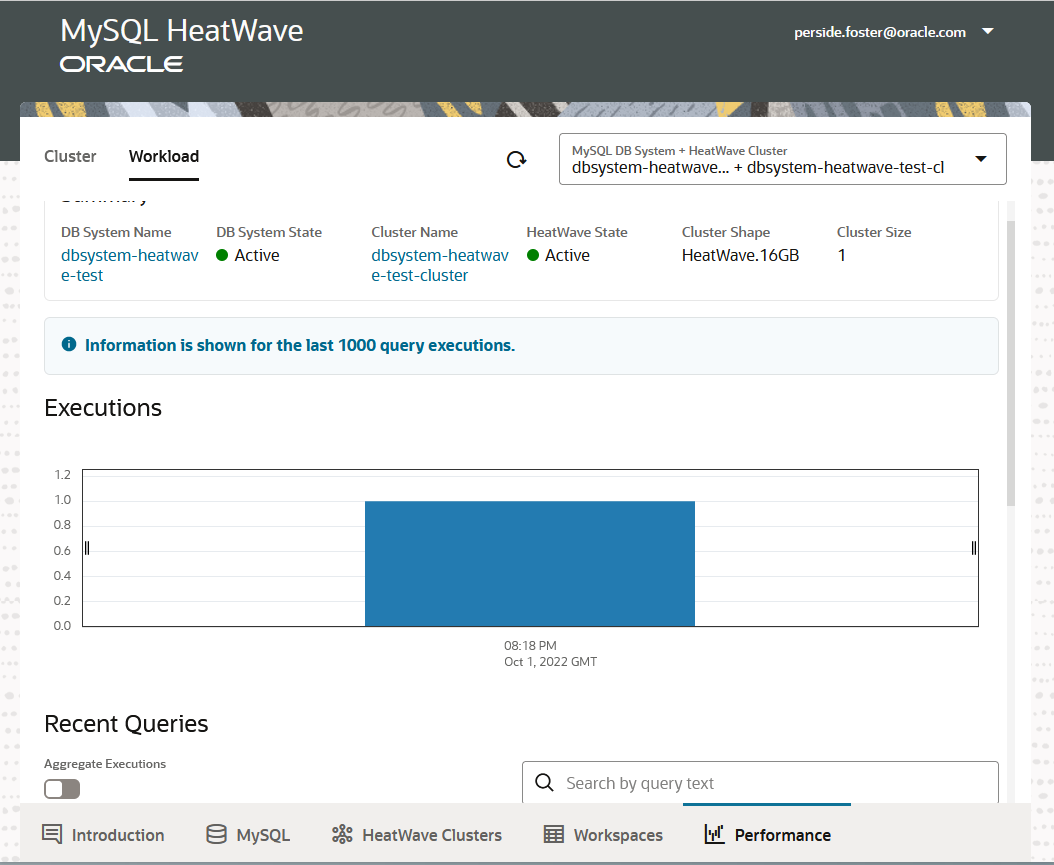 MySQL HeatWave
ORACLE
perside.foster@oracle.com
Cluster
Workload
MySQL DB System + HeatWave Cluster
dbsystem-heatwave... + dbsystem-heatwave-test-cl
Summary
DB System Name
DB System State
Cluster Name
HeatWave State
Cluster Shape
Cluster Size
dbsystem-heatwav
e-test
Active
dbsystem-heatwav
e-test-cluster
Active
HeatWave.16GB
1
Information is shown for the last 1000 query executions.
Executions
1.2
1.0
0.8
0.6
0.4
0.2
0.0
08:18 PM
Oct 1, 2022 GMT
Recent Queries
Aggregate Executions
Search by query text
Introduction
MySQL
HeatWave Clusters
Workspaces
Performance